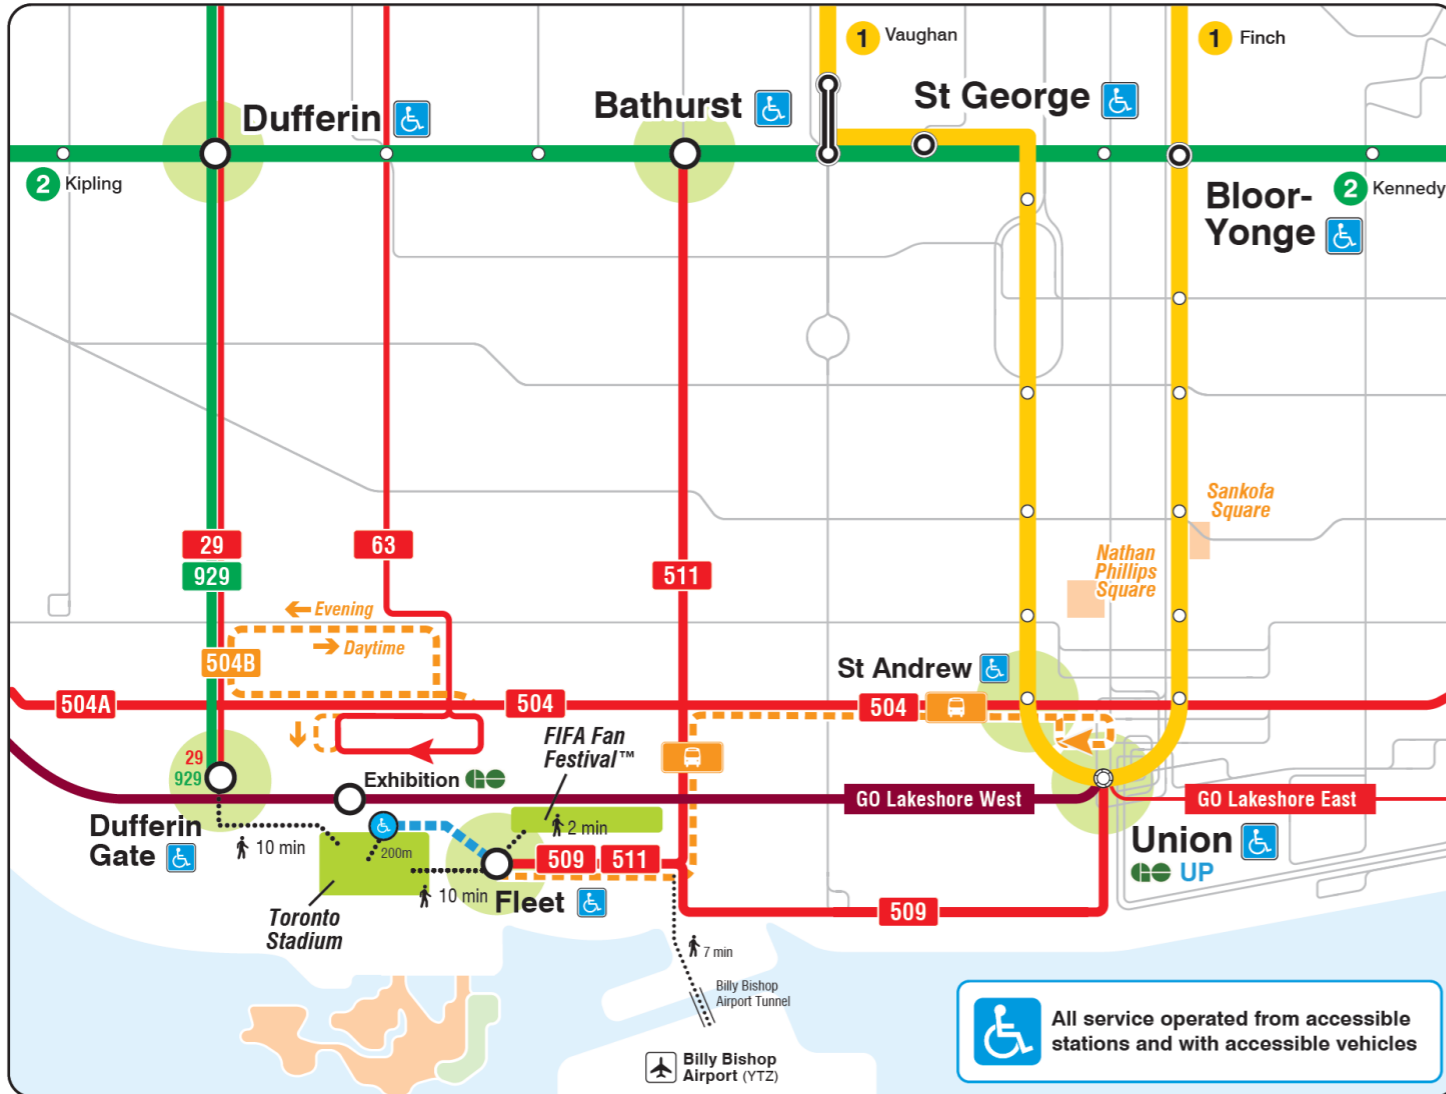 1 Vaughan
1 Finch
Dufferin
Bathurst
St George
2 Kipling
Bloor-
Yonge
2 Kennedy
Sankofa
Square
Nathan
Phillips
Square
29
929
63
511
Evening
Daytime
504B
St Andrew
504A
504
504
FIFA Fan
Festival™
29
929
Exhibition GO
GO Lakeshore West
GO Lakeshore East
Dufferin
Gate
10 min
200m
2 min
509
511
Union
GO UP
10 min
Fleet
509
Toronto
Stadium
7 min
Billy Bishop
Airport Tunnel
Billy Bishop
Airport (YTZ)
All service operated from accessible
stations and with accessible vehicles